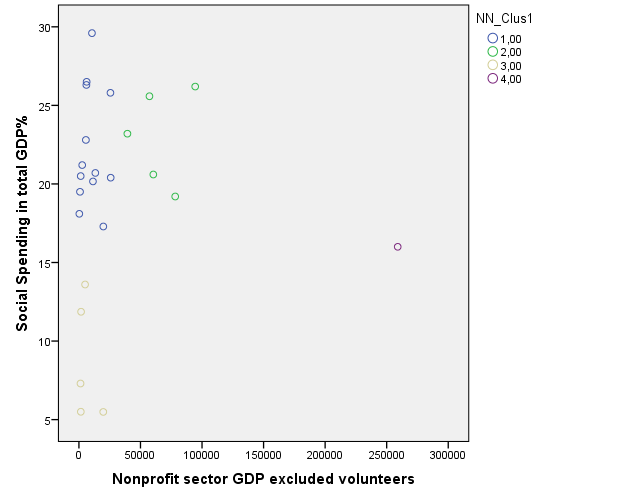 NN_Clus1
1,00
2,00
3,00
4,00
Social Spending in total GDP%
30
25
20
15
10
5
0 50000 100000 150000 200000 250000 300000
Nonprofit sector GDP excluded volunteers